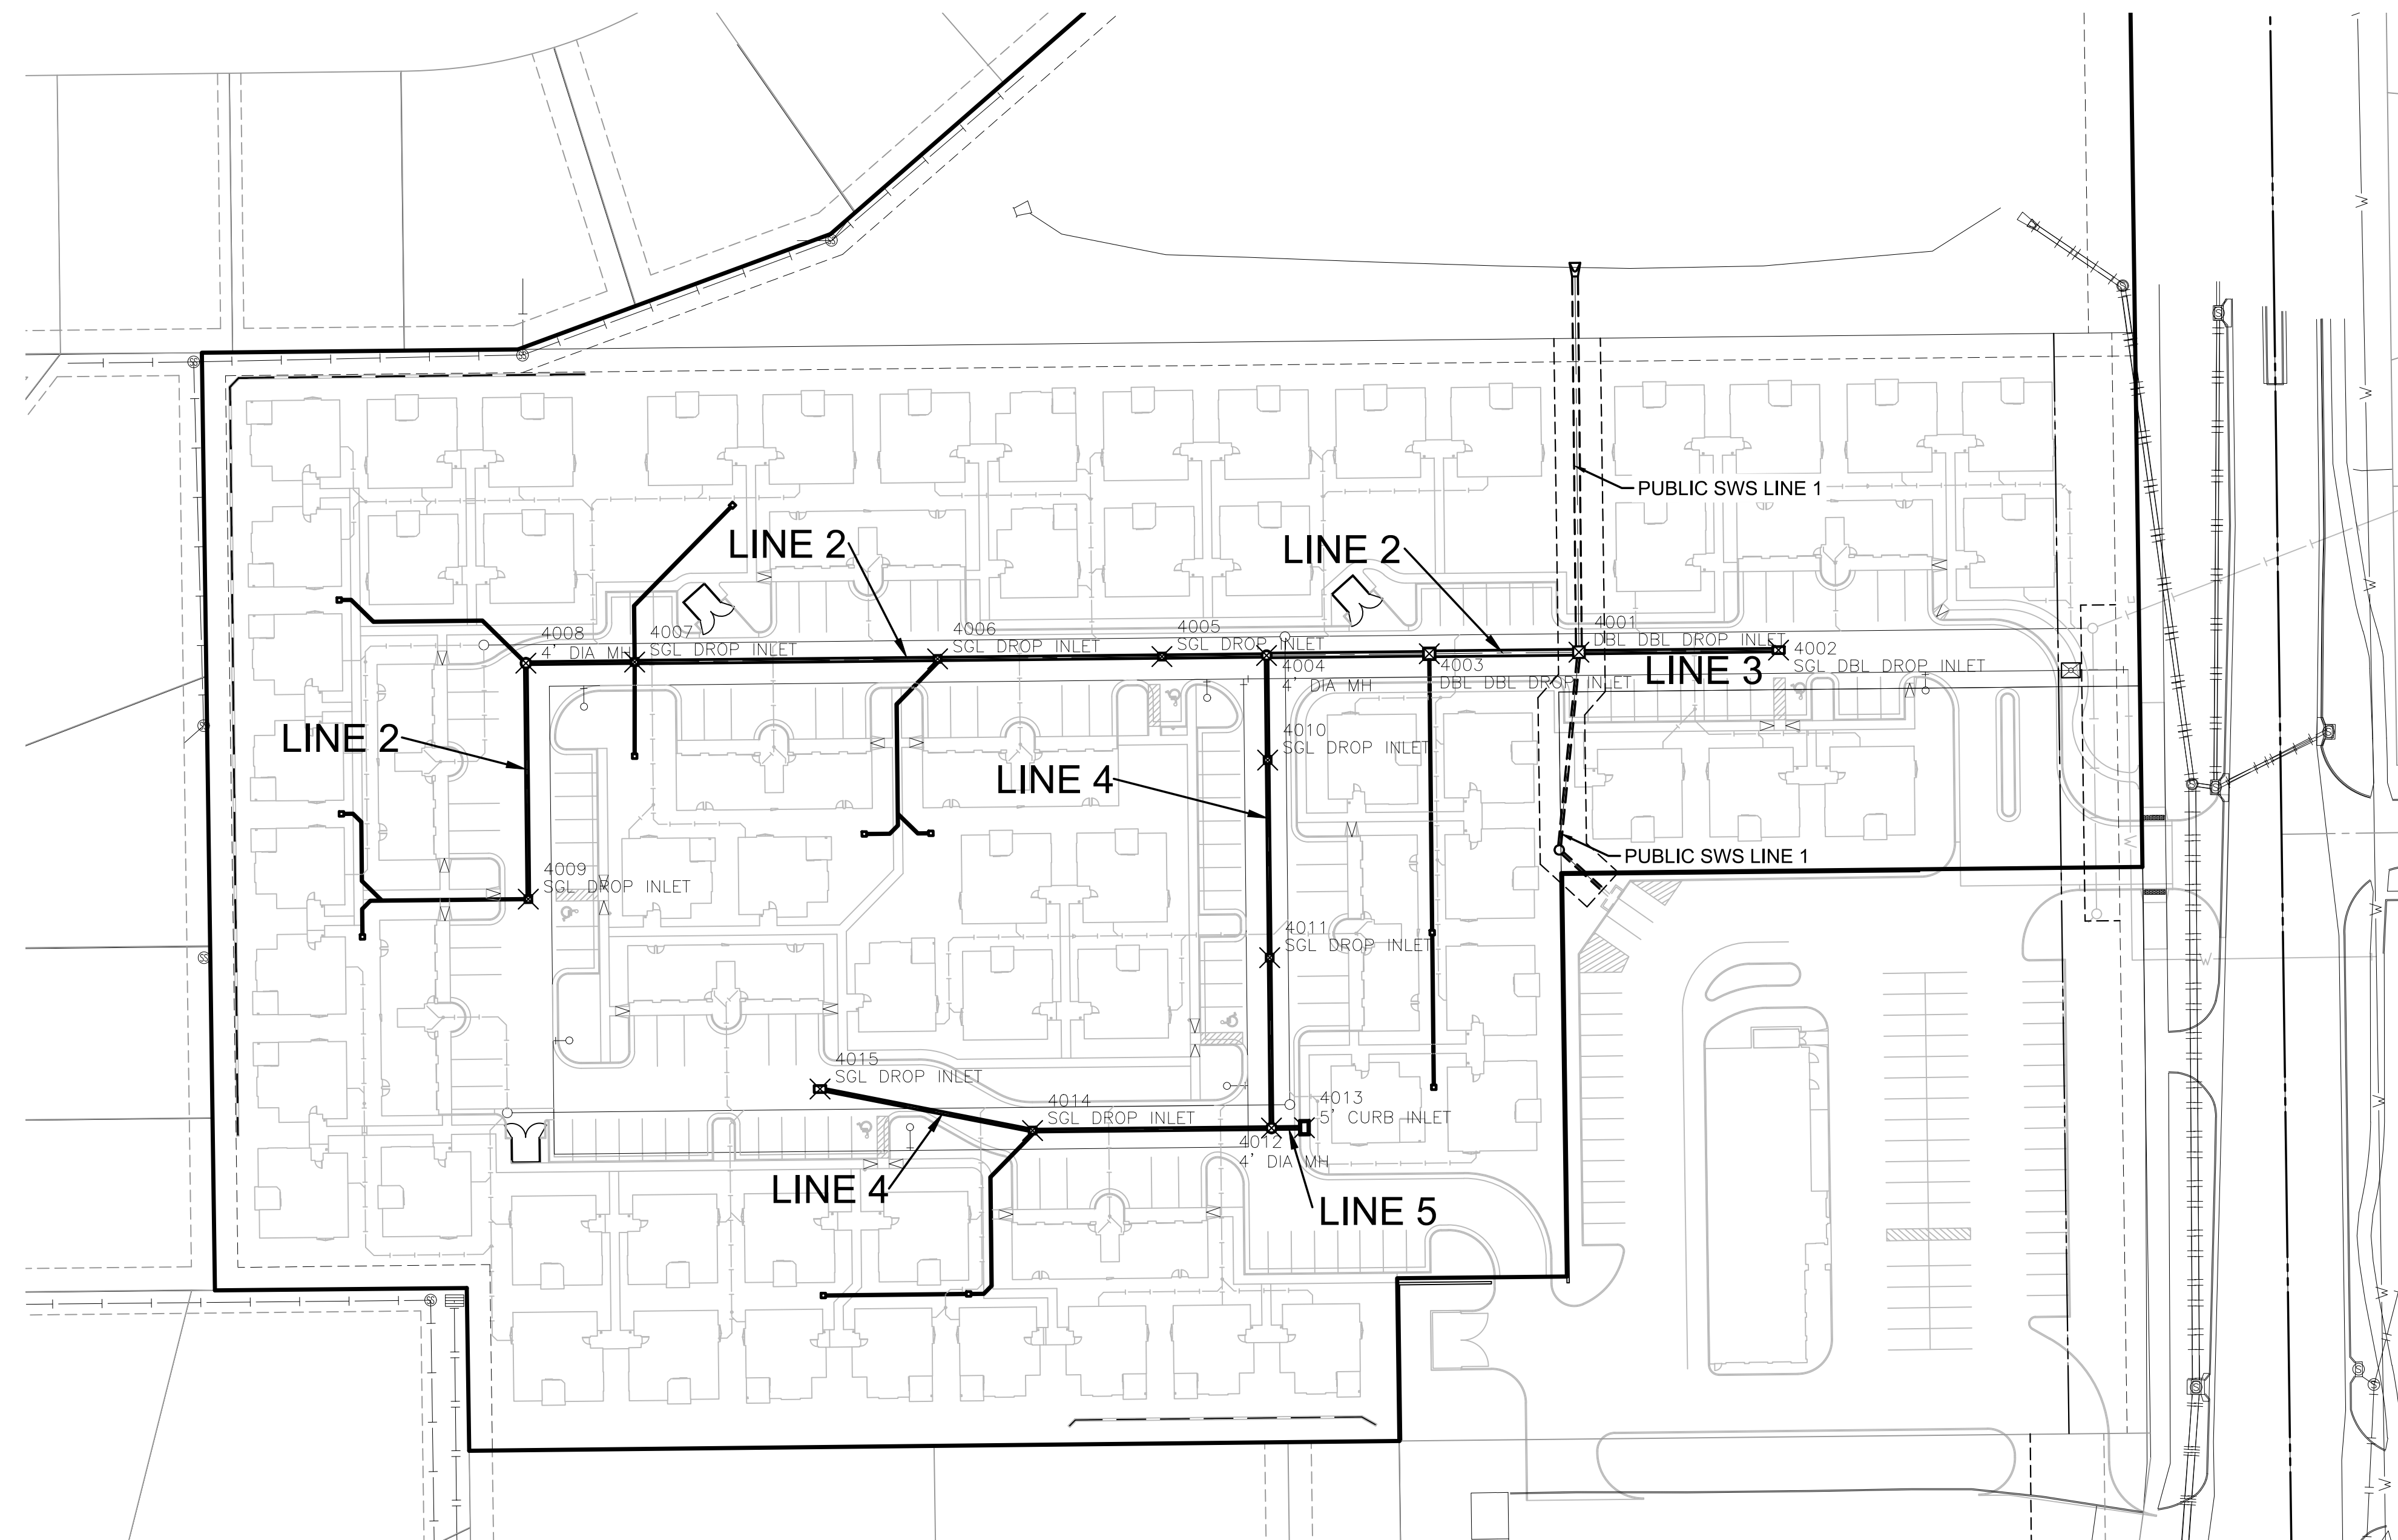 PUBLIC SWS LINE 1
LINE 2
LINE 2
4008
4' DIA MH
4007
SGL DROP INLET
4006
SGL DROP INLET
4005
SGL DROP INLET
4001
DBL DBL DROP INLET
4002
SGL DBL DROP INLET
4004
4' DIA MH
4003
DBL DBL DROP INLET
LINE 3
LINE 2
4010
SGL DROP INLET
LINE 4
PUBLIC SWS LINE 1
4009
SGL DROP INLET
4011
SGL DROP INLET
4015
SGL DROP INLET
4014
SGL DROP INLET
4013
5' CURB INLET
4012
4' DIA MH
LINE 4
LINE 5